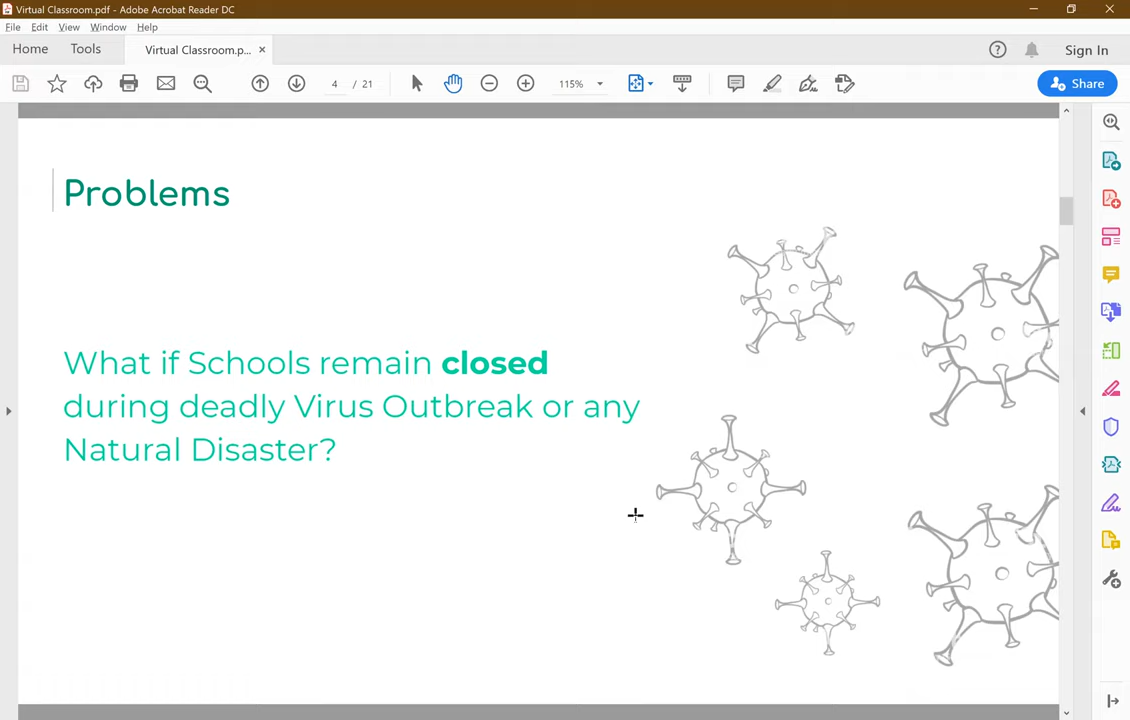 Virtual Classroom.pdf - Adobe Acrobat Reader DC
File Edit View Window Help
Home Tools Virtual Classroom.p... × Sign In
4 / 21 115% Share
Problems
What if Schools remain closed
during deadly Virus Outbreak or any
Natural Disaster?